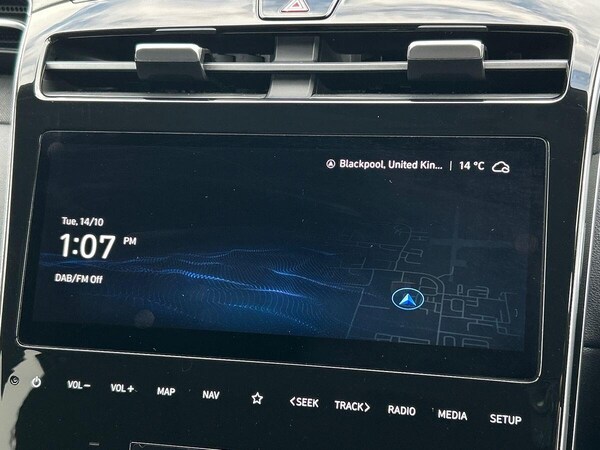 Blackpool, United Kin... | 14 °C
Tue, 14/10
1:07 PM
DAB/FM Off
VOL− VOL+ MAP NAV <SEEK TRACK> RADIO MEDIA SETUP